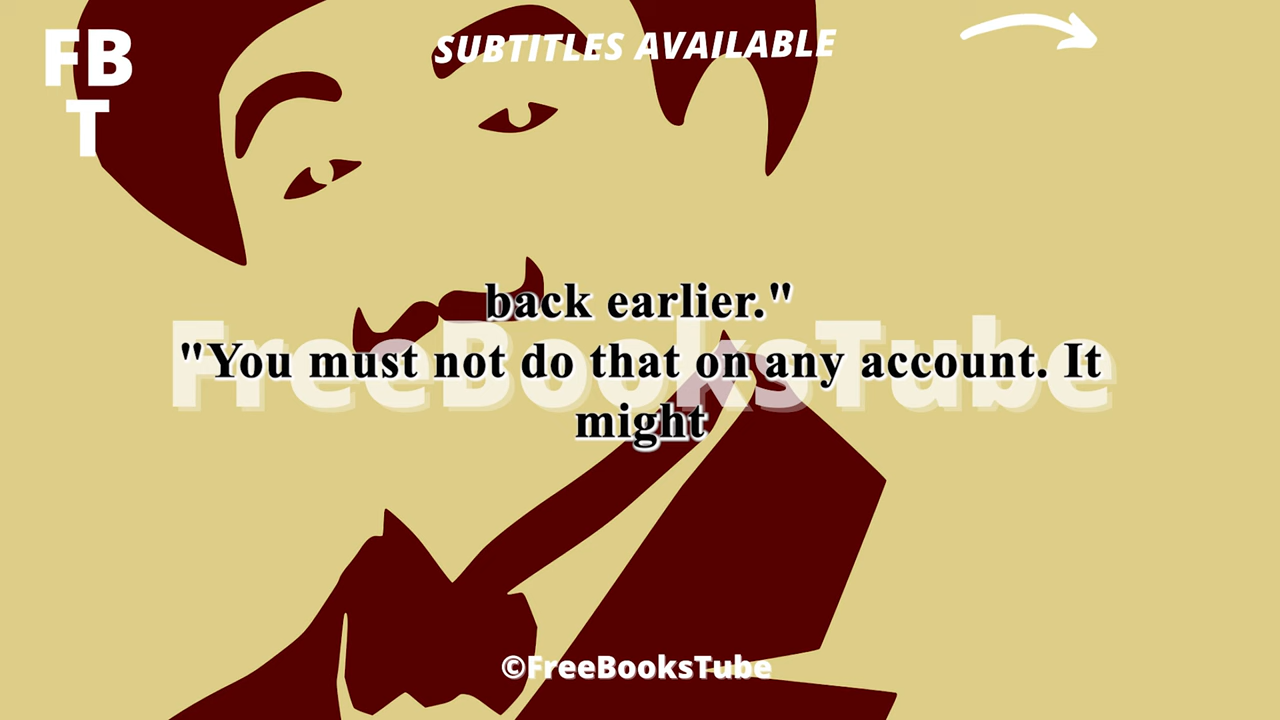 FB
T
SUBTITLES AVAILABLE
back earlier."
"You must not do that on any account. It
might
FreeBooksTube
©FreeBooksTube